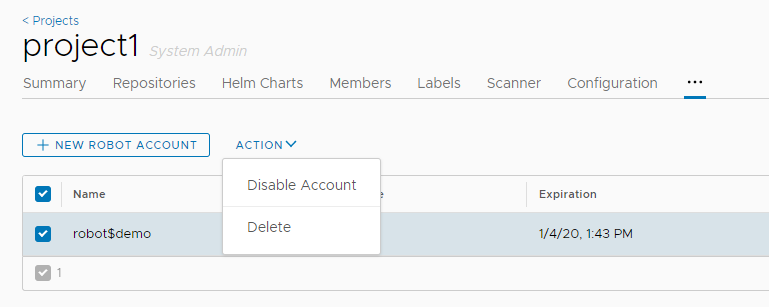 < Projects
project1 System Admin
Summary Repositories Helm Charts Members Labels Scanner Configuration ...
+ NEW ROBOT ACCOUNT ACTION
Disable Account
Delete
Name e Expiration
robot$demo 1/4/20, 1:43 PM
1